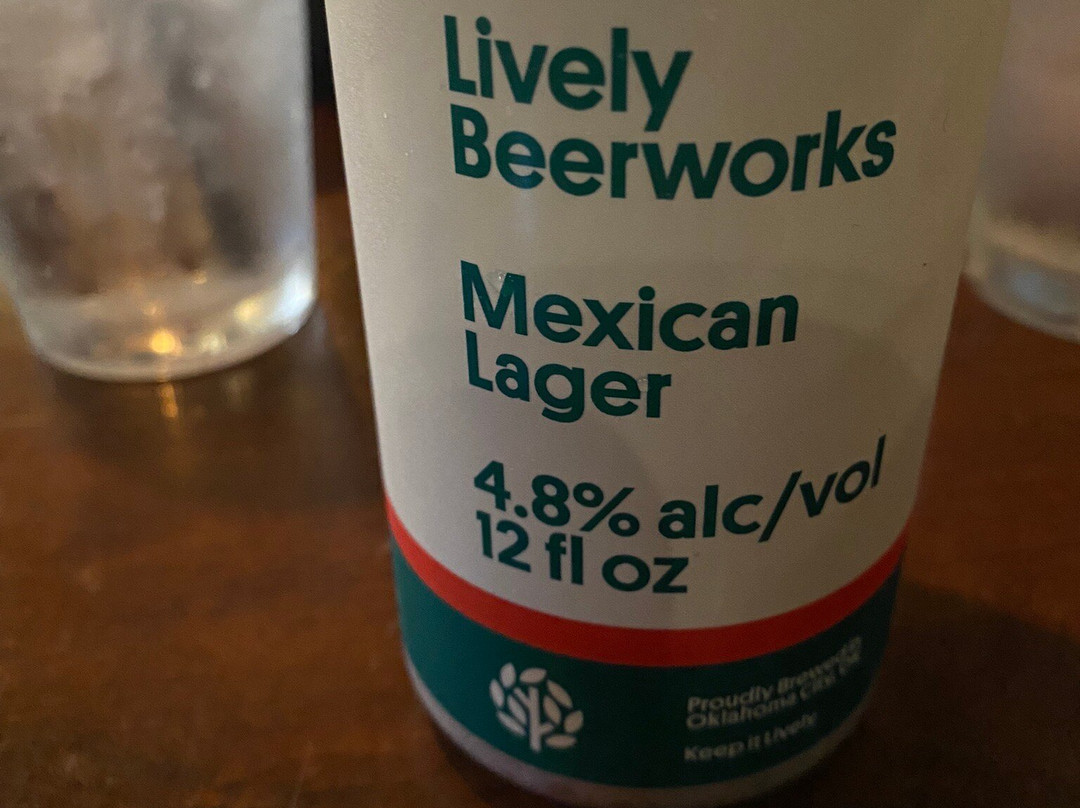 Lively
Beerworks
Mexican
Lager
4.8% alc/vol
12 fl oz
Proudly Brewed in
Oklahoma City, OK
Keep it Lively